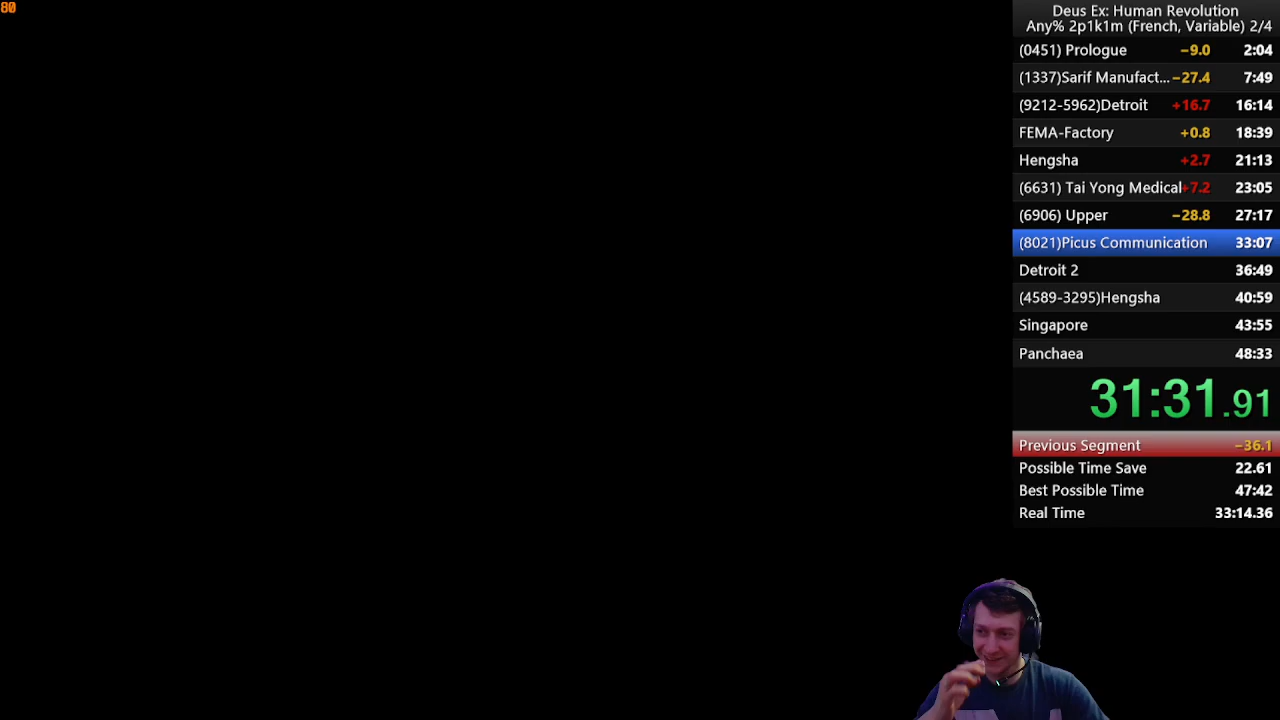 80
Deus Ex: Human Revolution
Any% 2p1k1m (French, Variable) 2/4
(0451) Prologue −9.0 2:04
(1337)Sarif Manufact... −27.4 7:49
(9212-5962)Detroit +16.7 16:14
FEMA-Factory +0.8 18:39
Hengsha +2.7 21:13
(6631) Tai Yong Medical +7.2 23:05
(6906) Upper −28.8 27:17
(8021)Picus Communication 33:07
Detroit 2 36:49
(4589-3295)Hengsha 40:59
Singapore 43:55
Panchaea 48:33
31:31.91
Previous Segment −36.1
Possible Time Save 22.61
Best Possible Time 47:42
Real Time 33:14.36